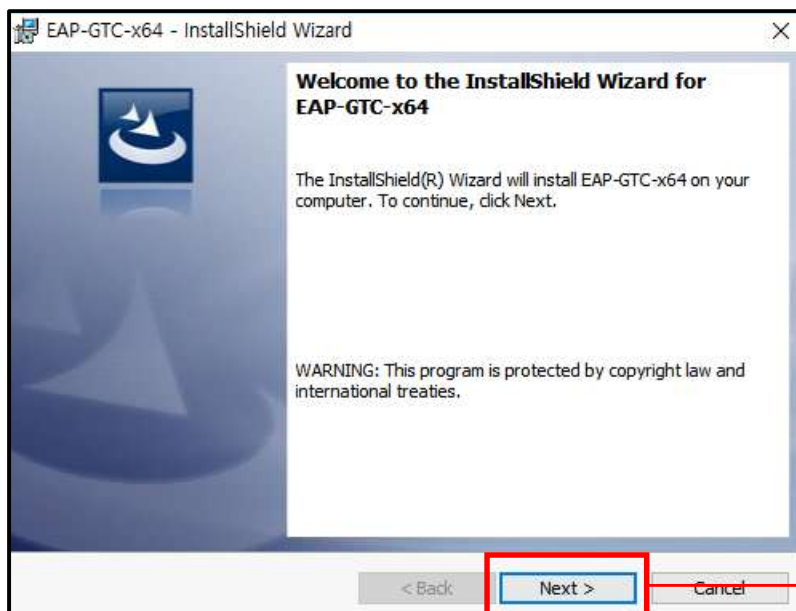 EAP-GTC-x64 - InstallShield Wizard
Welcome to the InstallShield Wizard for
EAP-GTC-x64
The InstallShield(R) Wizard will install EAP-GTC-x64 on your
computer. To continue, click Next.
WARNING: This program is protected by copyright law and
international treaties.
< Back
Next >
Cancel